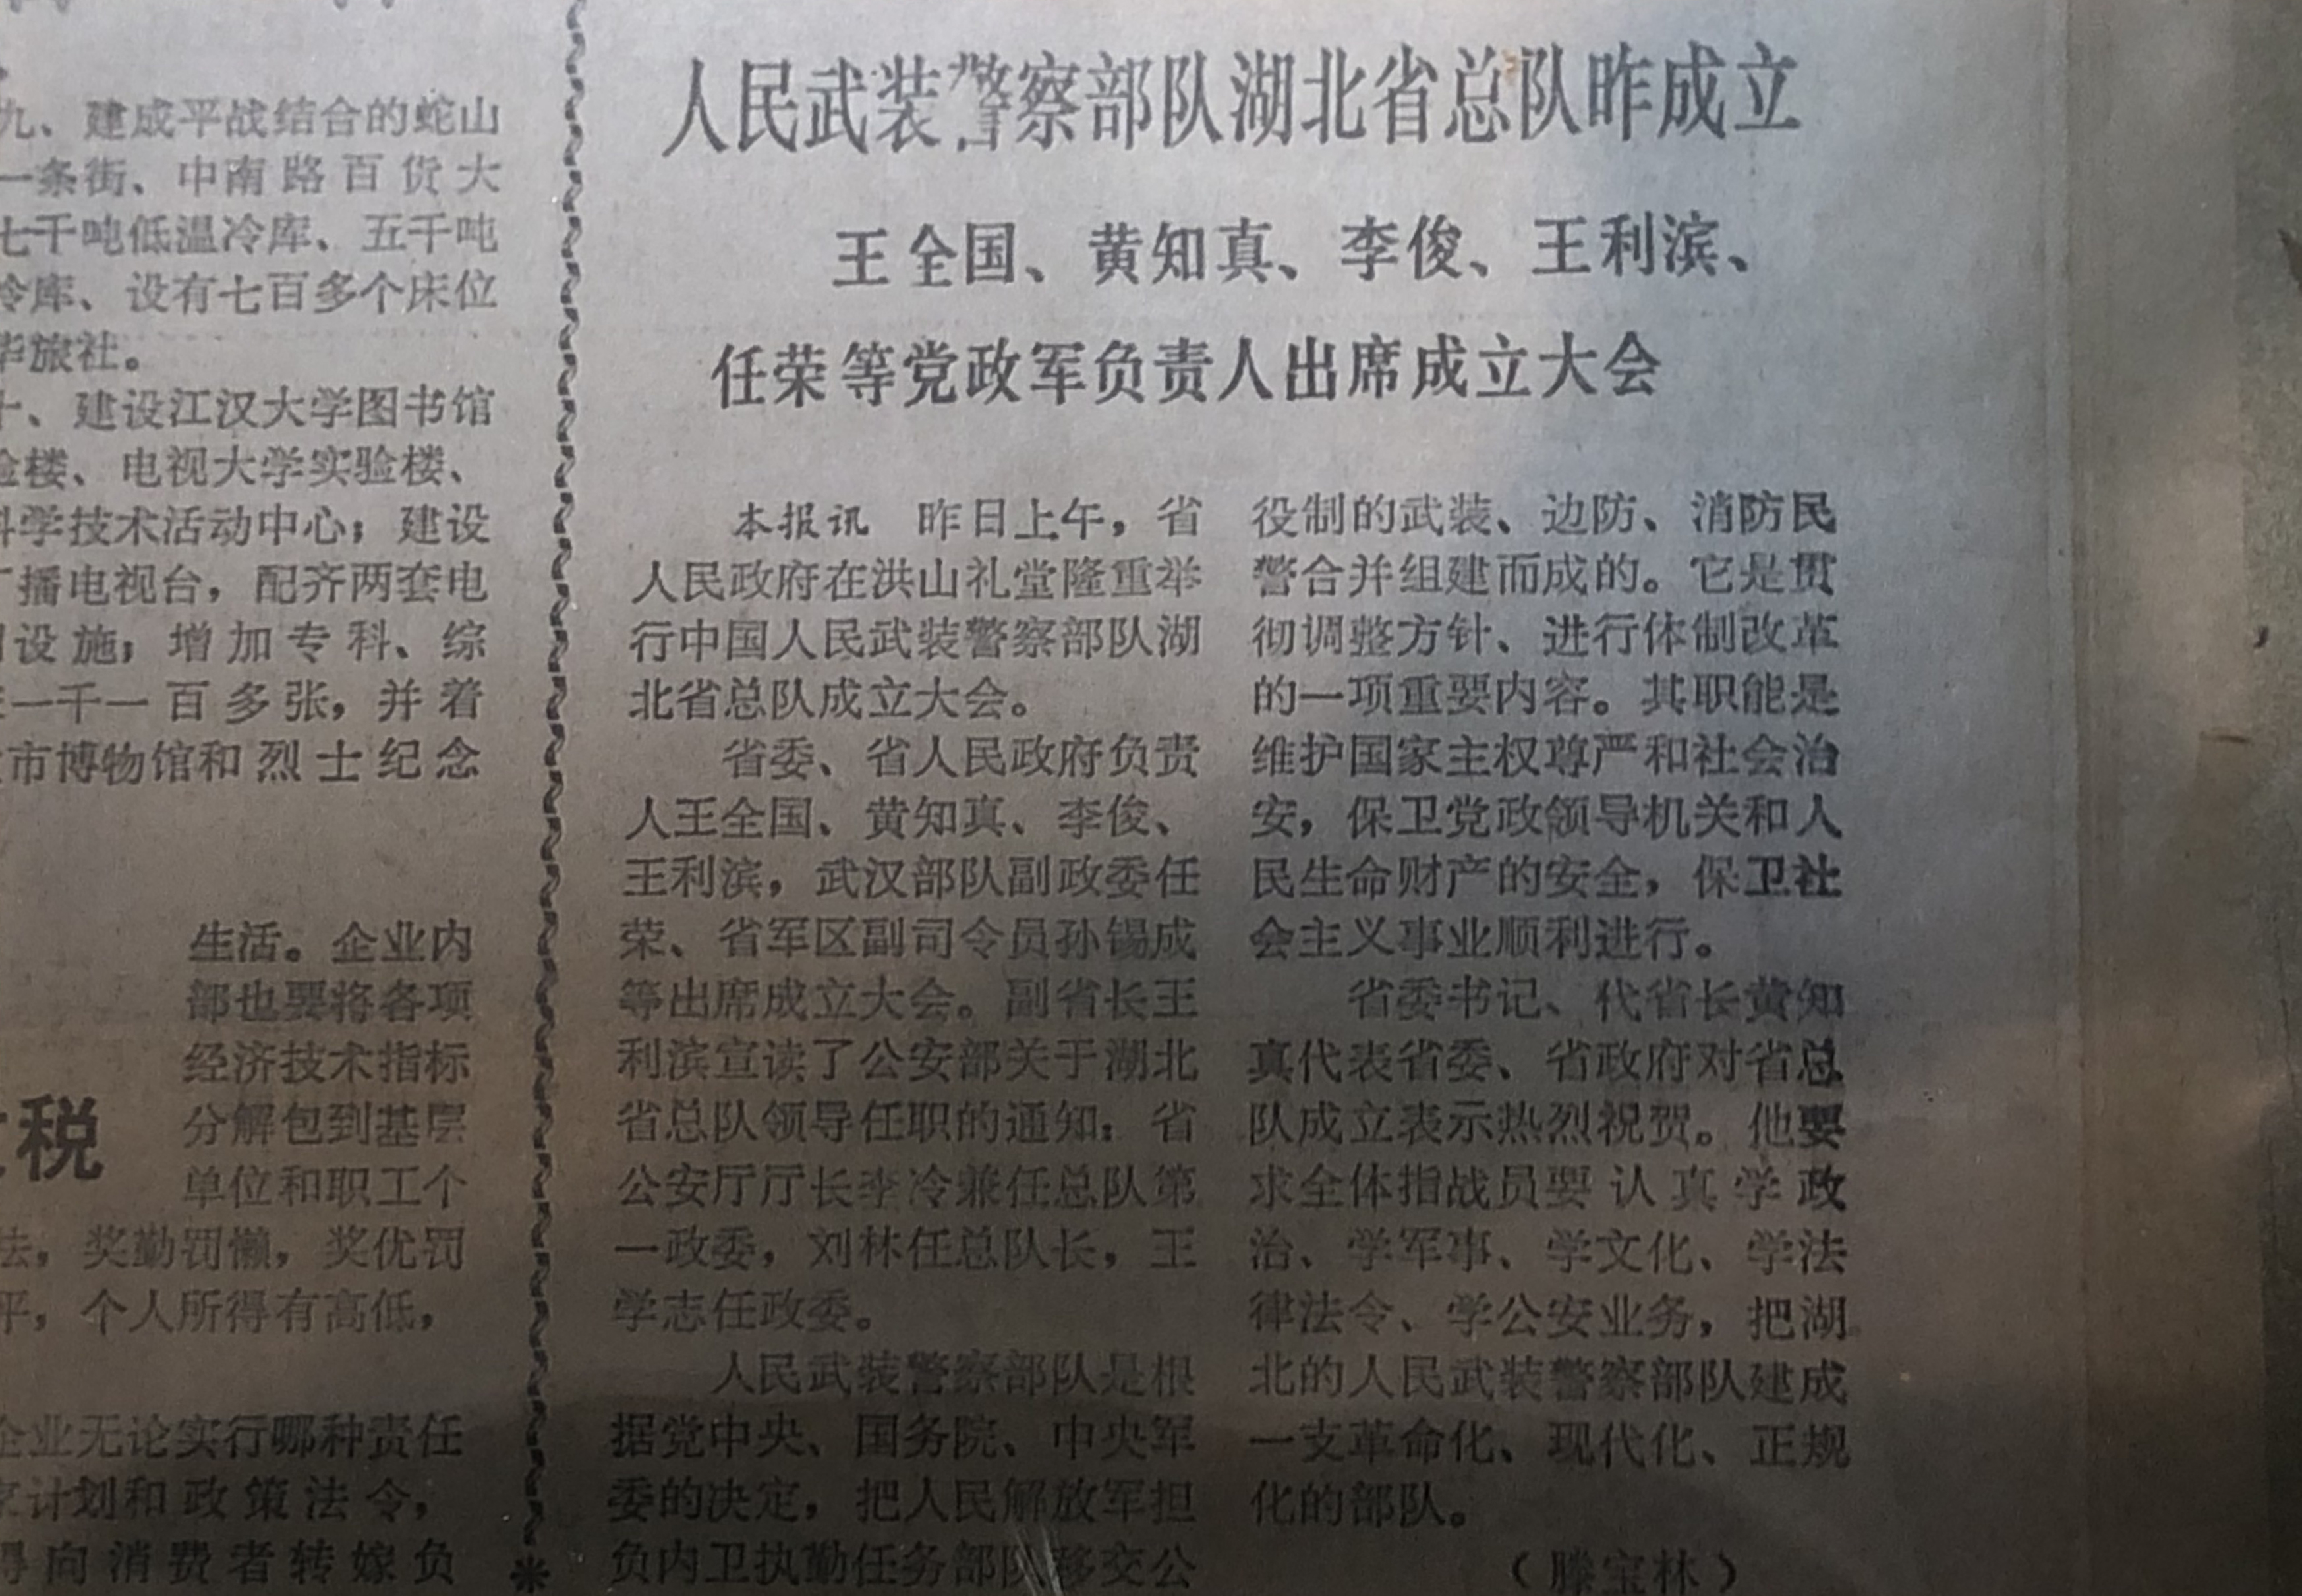 九、建成平战结合的蛇山
一条街、中南路百货大
七千吨低温冷库、五千吨
冷库、设有七百多个床位
华旅社。
十、建设江汉大学图书馆
验楼、电视大学实验楼、
科学技术活动中心；建设
广播电视台，配齐两套电
设施；增加专科、综
一千一百多张，并着
市博物馆和烈士纪念
生活。企业内
部也要将各项
经济技术指标
分解包到基层
单位和职工个
税
法，奖勤罚懒，奖优罚
平，个人所得有高低，
企业无论实行哪种责任
家计划和政策法令，
得向消费者转嫁负
人民武装警察部队湖北省总队昨成立
王全国、黄知真、李俊、王利滨、
任荣等党政军负责人出席成立大会
本报讯 昨日上午，省
人民政府在洪山礼堂隆重举
行中国人民武装警察部队湖
北省总队成立大会。
省委、省人民政府负责
人王全国、黄知真、李俊、
王利滨，武汉部队副政委任
荣、省军区副司令员孙锡成
等出席成立大会。副省长王
利滨宣读了公安部关于湖北
省总队领导任职的通知：省
公安厅厅长李冷兼任总队第
一政委，刘林任总队长，王
学志任政委。
人民武装警察部队是根
据党中央、国务院、中央军
委的决定，把人民解放军担
负内卫执勤任务部队移交公
役制的武装、边防、消防民
警合并组建而成的。它是贯
彻调整方针、进行体制改革
的一项重要内容。其职能是
维护国家主权尊严和社会治
安，保卫党政领导机关和人
民生命财产的安全，保卫社
会主义事业顺利进行。
省委书记、代省长黄知
真代表省委、省政府对省总
队成立表示热烈祝贺。他要
求全体指战员要认真学政
治、学军事、学文化、学法
律法令、学公安业务，把湖
北的人民武装警察部队建成
一支革命化、现代化、正规
化的部队。
（滕宝林）